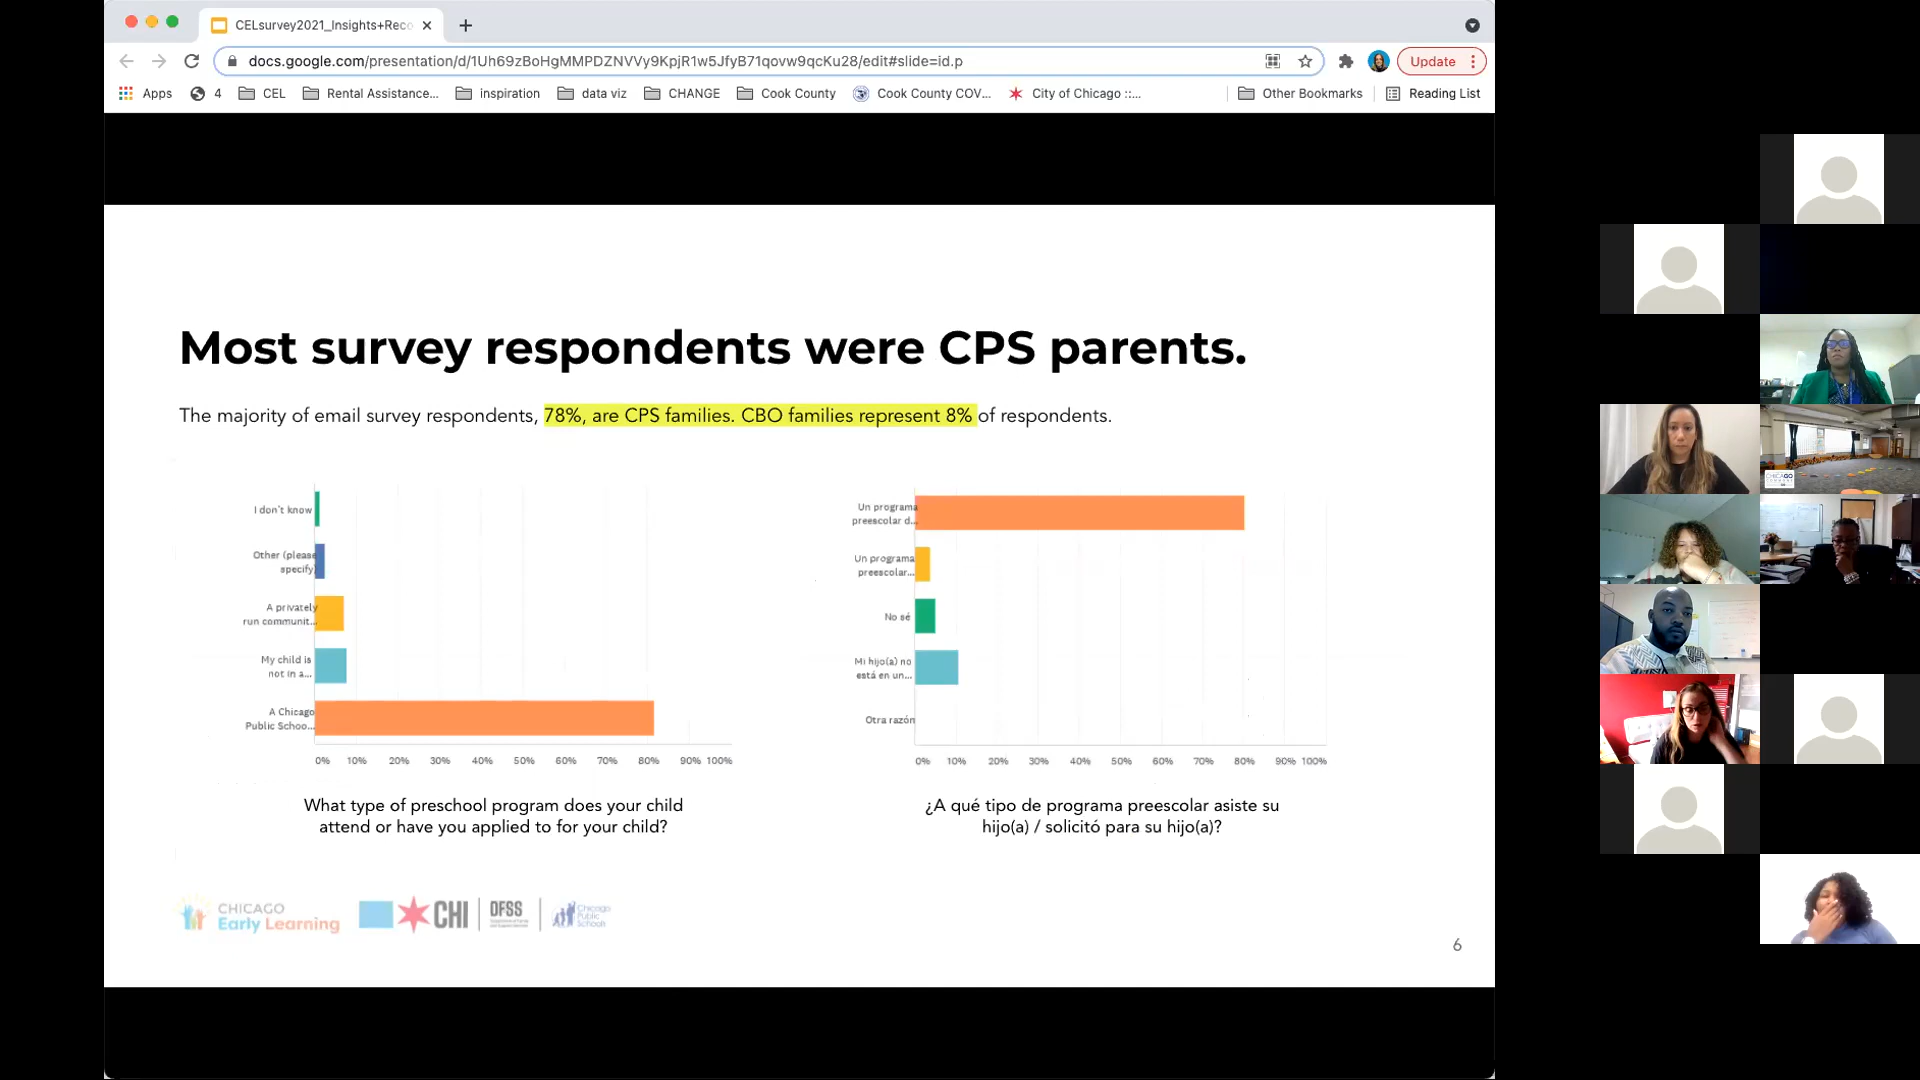 CELsurvey2021_Insights+Reco
docs.google.com/presentation/d/1Uh69zBoHgMMPDZNVVy9KpjR1w5JfyB71qovw9qcKu28/edit#slide=id.p
Update
Apps
4
CEL
Rental Assistance...
inspiration
data viz
CHANGE
Cook County
Cook County COV...
City of Chicago ::...
Other Bookmarks
Reading List
Most survey respondents were CPS parents.
The majority of email survey respondents, 78%, are CPS families. CBO families represent 8% of respondents.
I don't know
Other (please
specify)
A privately
run communit...
My child is
not in a...
A Chicago
Public Schoo...
0% 10% 20% 30% 40% 50% 60% 70% 80% 90% 100%
What type of preschool program does your child
attend or have you applied to for your child?
Un programa
preescolar d...
Un programa
preescolar...
No sé
Mi hijo(a) no
está en un...
Otra razón
0% 10% 20% 30% 40% 50% 60% 70% 80% 90% 100%
¿A qué tipo de programa preescolar asiste su
hijo(a) / solicitó para su hijo(a)?
CHICAGO
Early Learning
CHI
DFSS
Chicago
Public
Schools
6